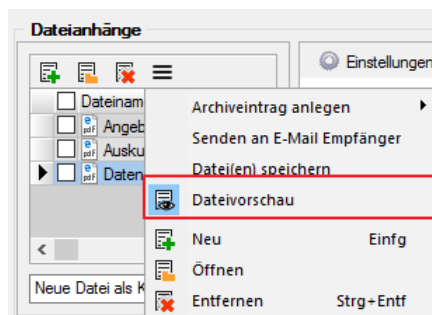 Dateianhänge
Einstellungen
Dateinam
Angeb
Ausku
Daten
Neue Datei als K
Archiveintrag anlegen
Senden an E-Mail Empfänger
Datei(en) speichern
Dateivorschau
Neu Einfg
Öffnen
Entfernen Strg+Entf